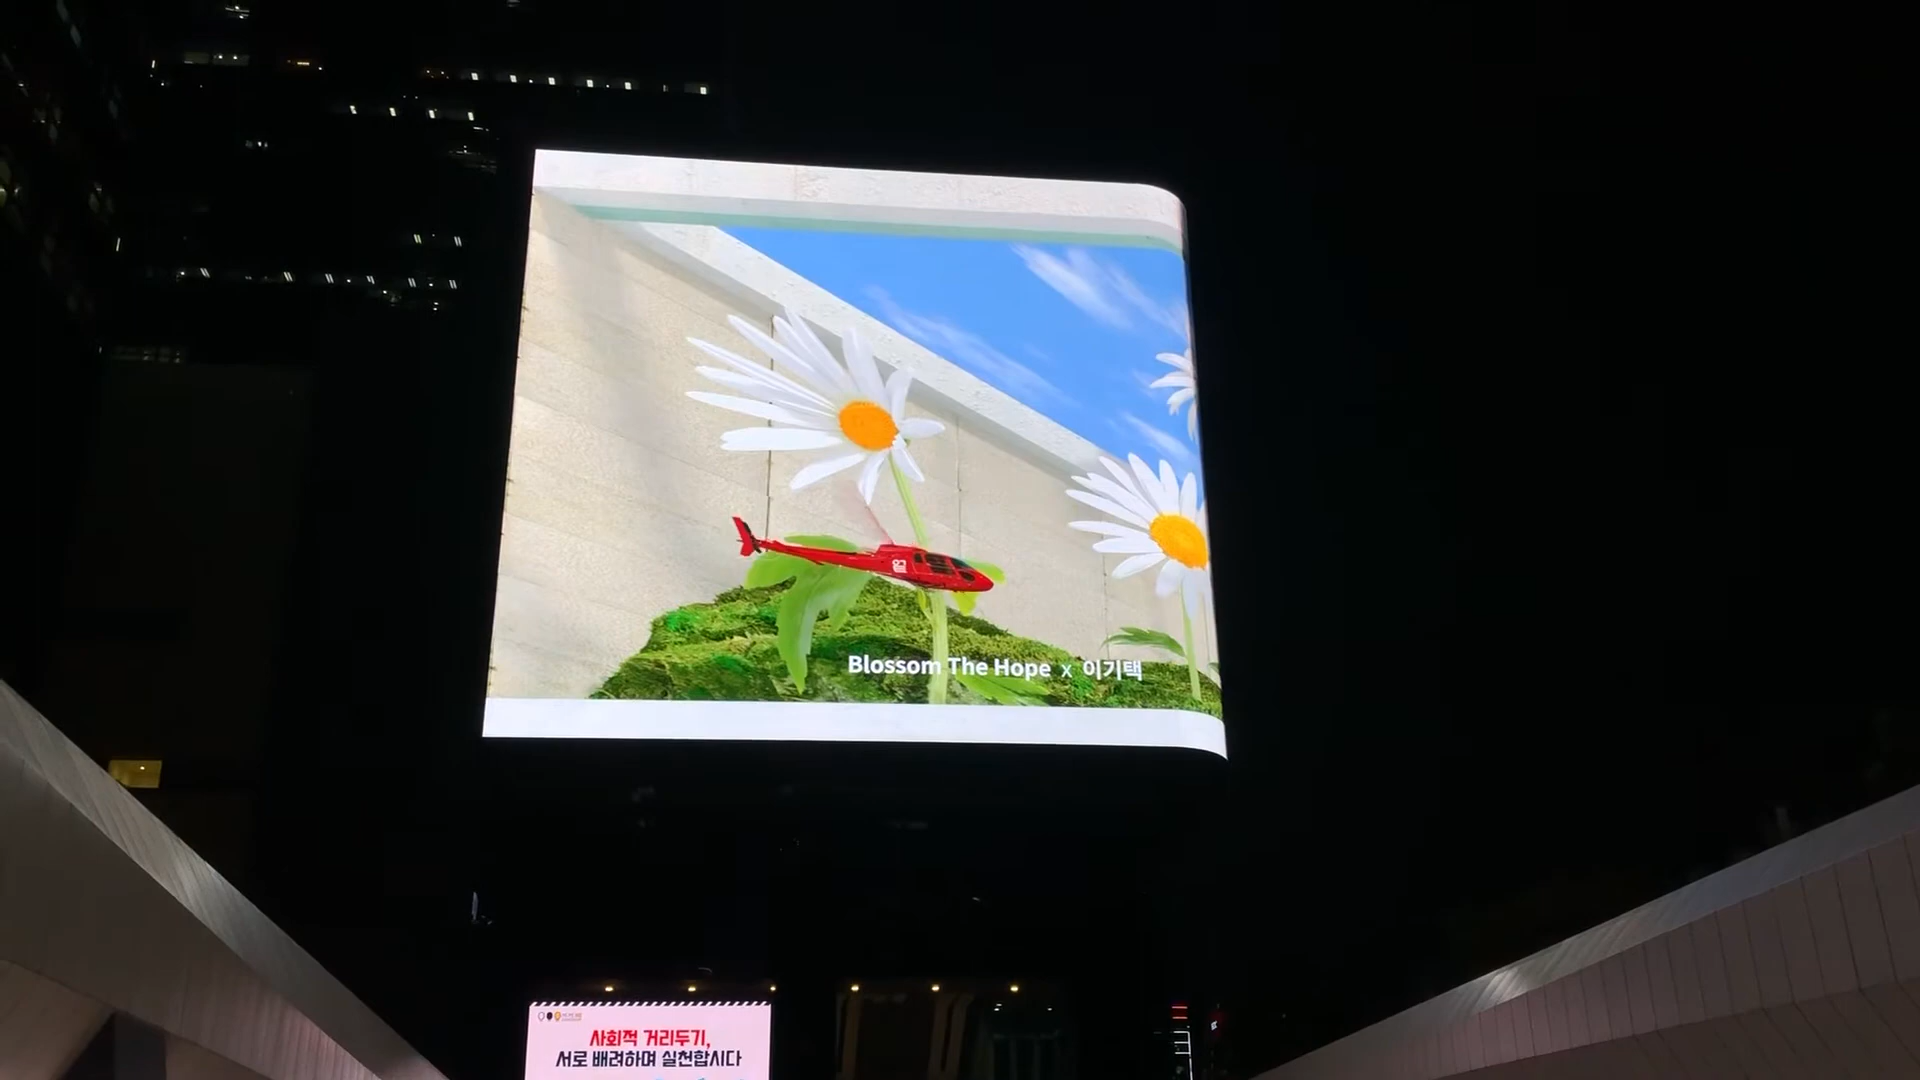 Blossom The Hope x 이기택
사회적 거리두기,
서로 배려하며 실천합시다